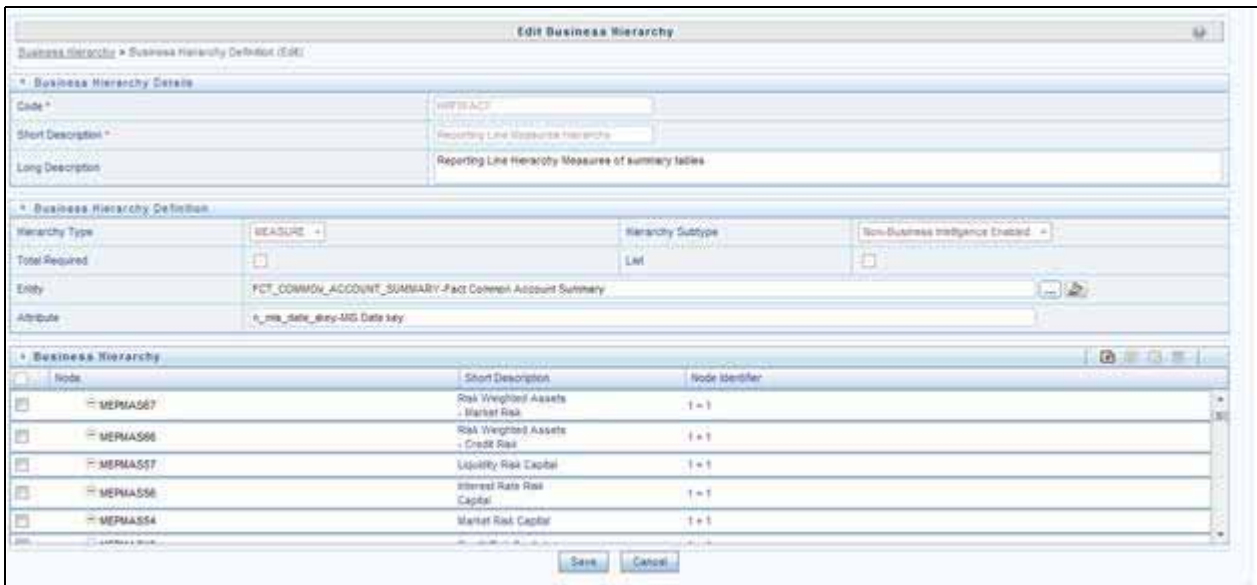 Edit Business Hierarchy
Business Hierarchy > Business Hierarchy Definition (Edit)
Business Hierarchy Details
Code *
Short Description * Reporting Line Measures Hierarchy
Long Description Reporting Line Hierarchy Measures of summary tables
Business Hierarchy Definition
Hierarchy Type MEASURE Hierarchy Subtype Non-Business Intelligence Enabled
Total Required List
Entity FCT_COMMON_ACCOUNT_SUMMARY-Fact Common Account Summary ...
Attribute n_mis_date_skey-MIS Date key
Business Hierarchy
Node Short Description Node Identifier
MEPMAS67 Risk Weighted Assets - Market Risk 1 = 1
MEPMAS66 Risk Weighted Assets - Credit Risk 1 = 1
MEPMAS57 Liquidity Risk Capital 1 = 1
MEPMAS56 Interest Rate Risk Capital 1 = 1
MEPMAS54 Market Risk Capital 1 = 1
Save Cancel